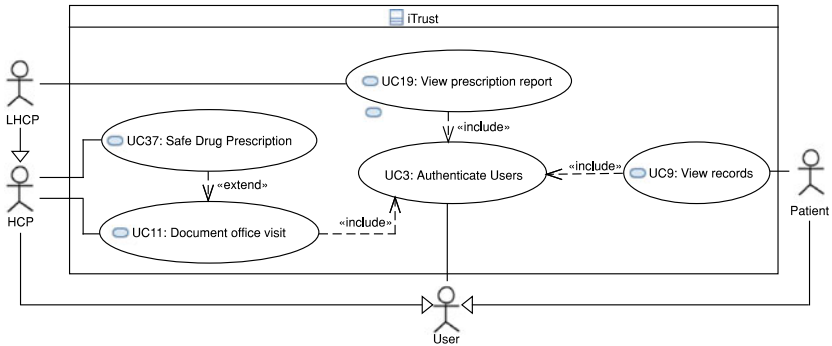 iTrust
UC19: View prescription report
LHCP
«include»
UC37: Safe Drug Prescription
«include»
UC3: Authenticate Users
UC9: View records
«extend»
HCP
Patient
UC11: Document office visit
«include»
User